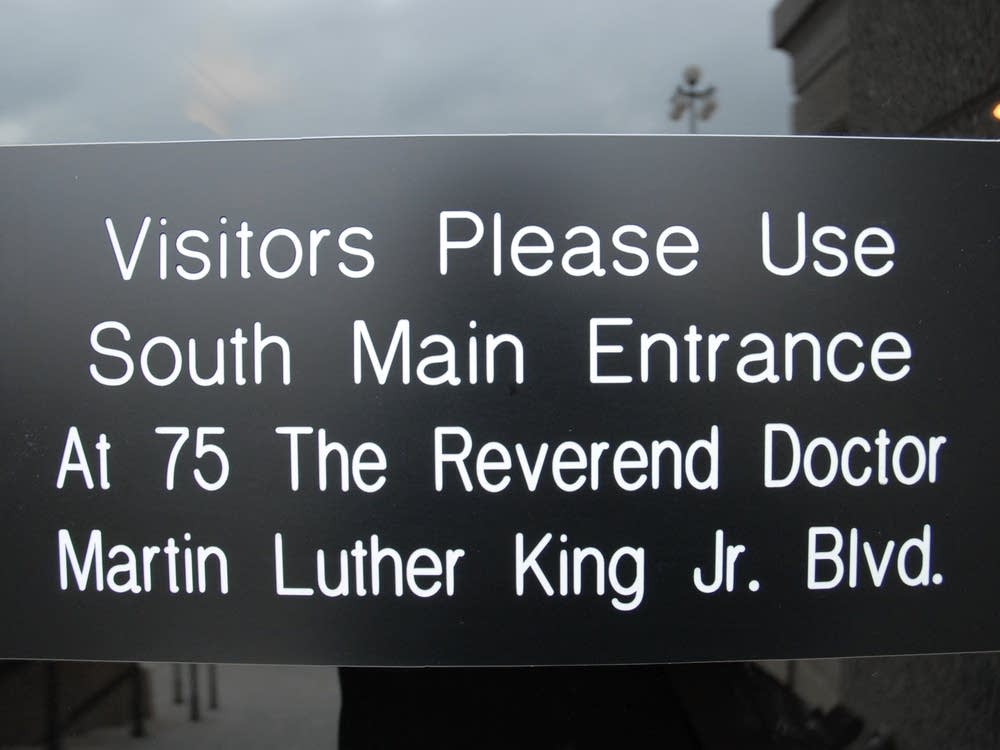 Visitors Please Use
South Main Entrance
At 75 The Reverend Doctor
Martin Luther King Jr. Blvd.